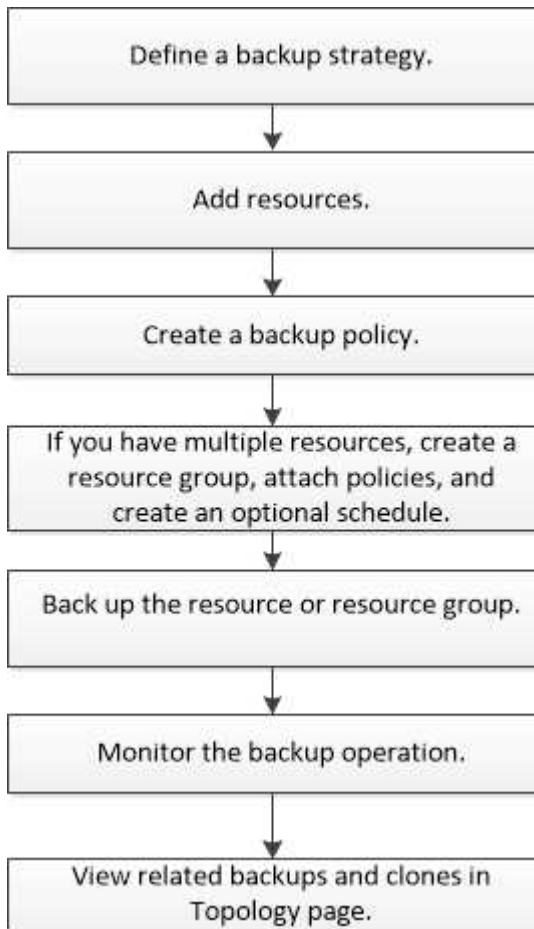 Define a backup strategy.
Add resources.
Create a backup policy.
If you have multiple resources, create a
resource group, attach policies, and
create an optional schedule.
Back up the resource or resource group.
Monitor the backup operation.
View related backups and clones in
Topology page.